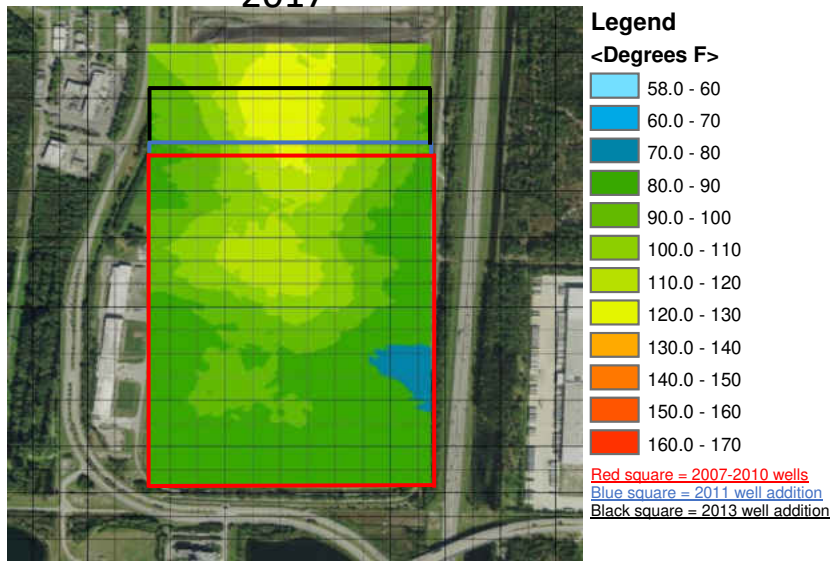 2017
Legend
<Degrees F>
58.0 - 60
60.0 - 70
70.0 - 80
80.0 - 90
90.0 - 100
100.0 - 110
110.0 - 120
120.0 - 130
130.0 - 140
140.0 - 150
150.0 - 160
160.0 - 170
Red square = 2007-2010 wells
Blue square = 2011 well addition
Black square = 2013 well addition